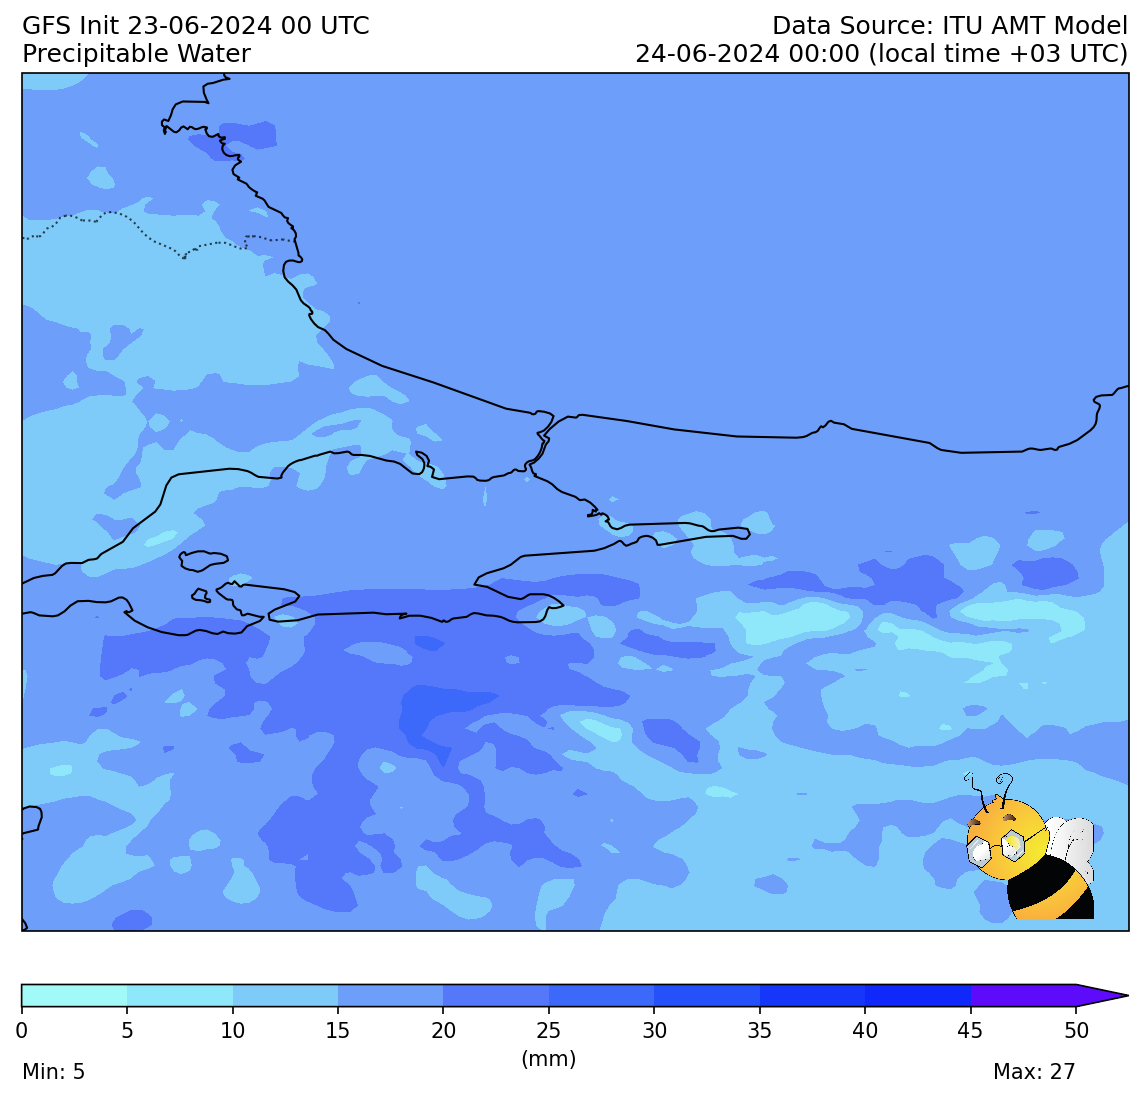 GFS Init 23-06-2024 00 UTC
Data Source: ITU AMT Model
Precipitable Water
24-06-2024 00:00 (local time +03 UTC)
0 5 10 15 20 25 30 35 40 45 50
(mm)
Min: 5
Max: 27